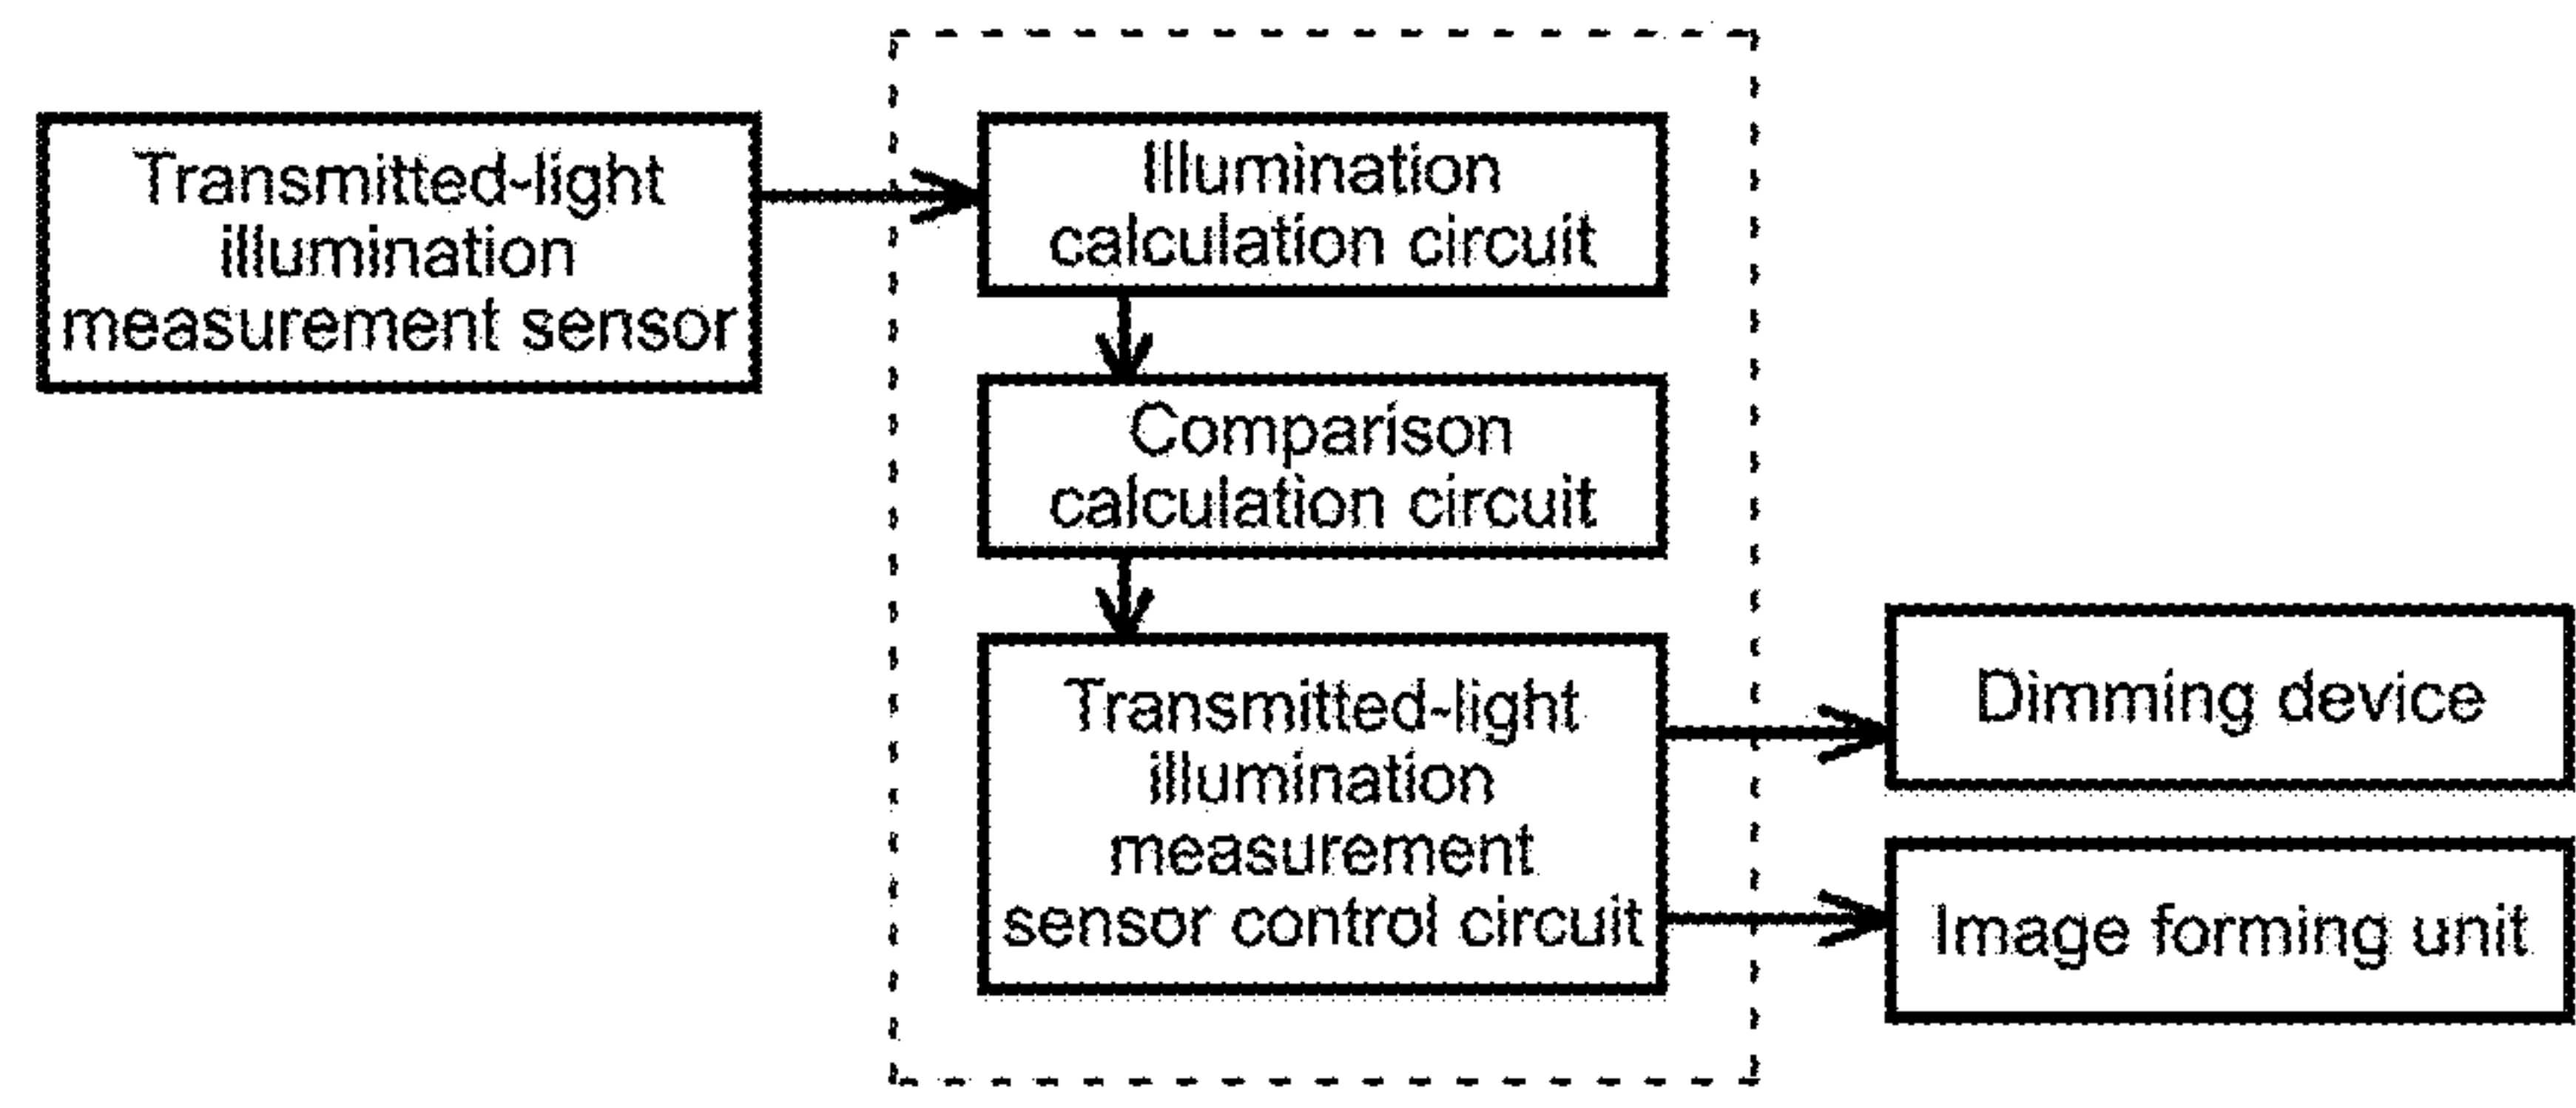 Transmitted-light
illumination
measurement sensor
Illumination
calculation circuit
Comparison
calculation circuit
Transmitted-light
illumination
measurement
sensor control circuit
Dimming device
Image forming unit